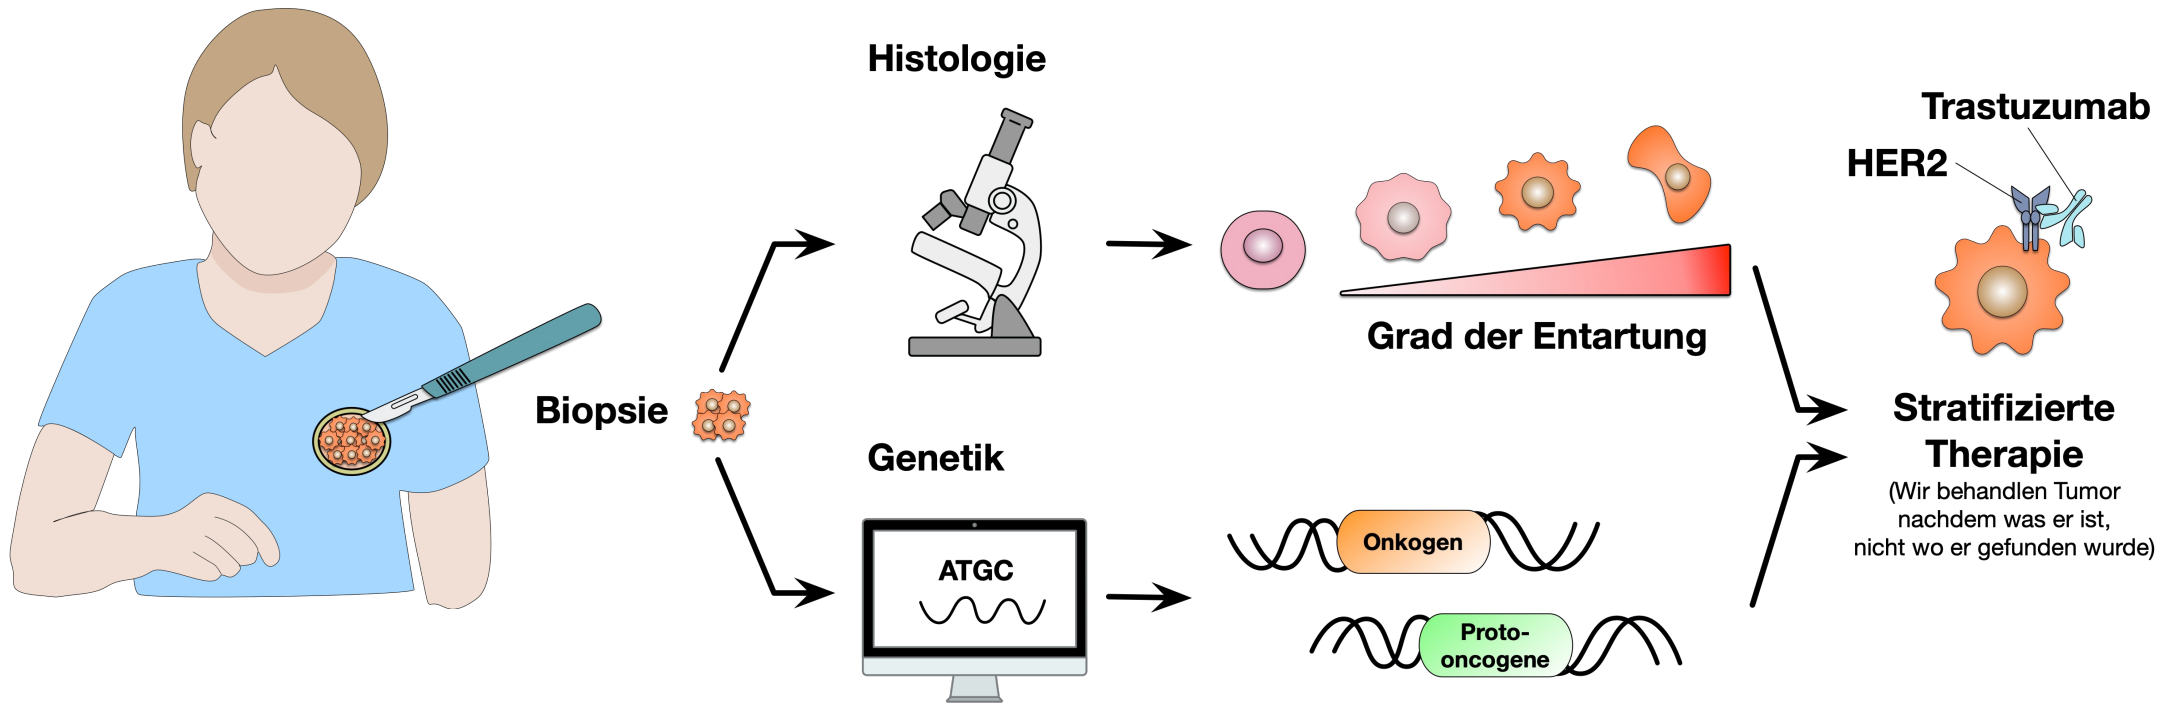 Histologie
Trastuzumab
HER2
Grad der Entartung
Biopsie
Stratifizierte
Therapie
(Wir behandlen Tumor
nachdem was er ist,
nicht wo er gefunden wurde)
Genetik
ATGC
Onkogen
Proto-
oncogene